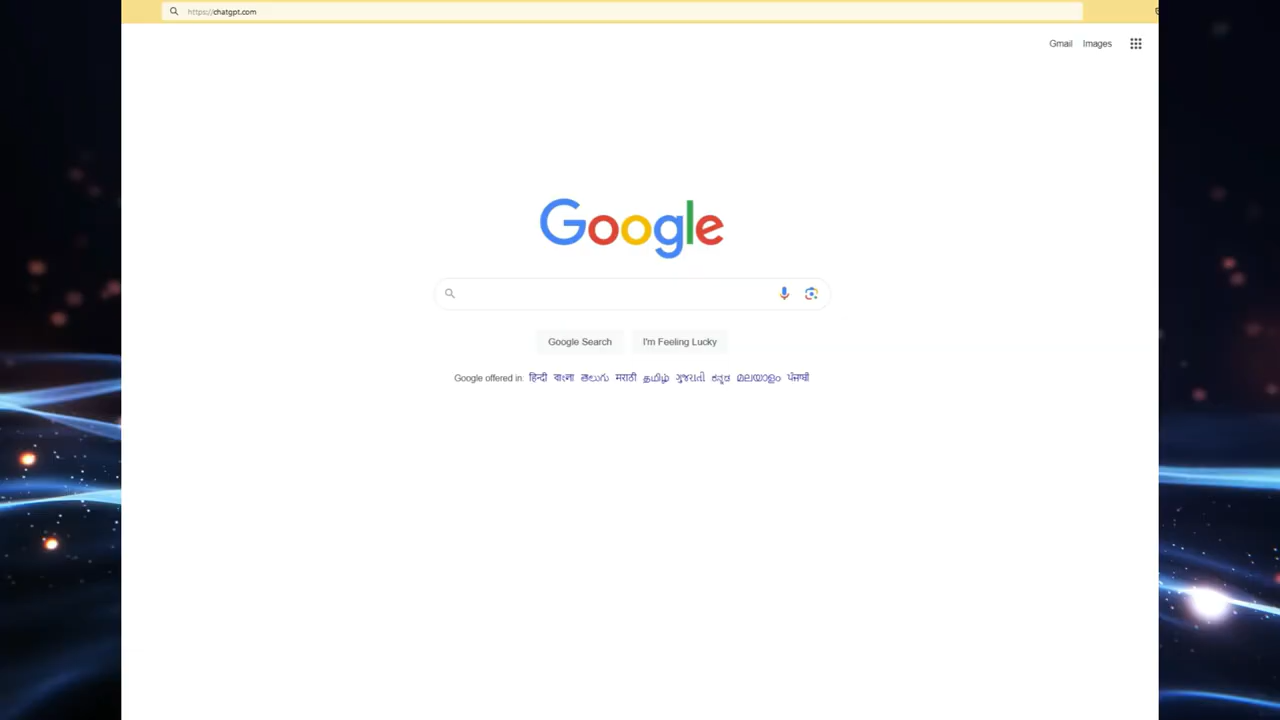 https://chatgpt.com
Gmail Images
Google
Google Search I'm Feeling Lucky
Google offered in: हिन्दी বাংলা తెలుగు मराठी தமிழ் ગુજરાતી ಕನ್ನಡ മലയാളം ਪੰਜਾਬੀ